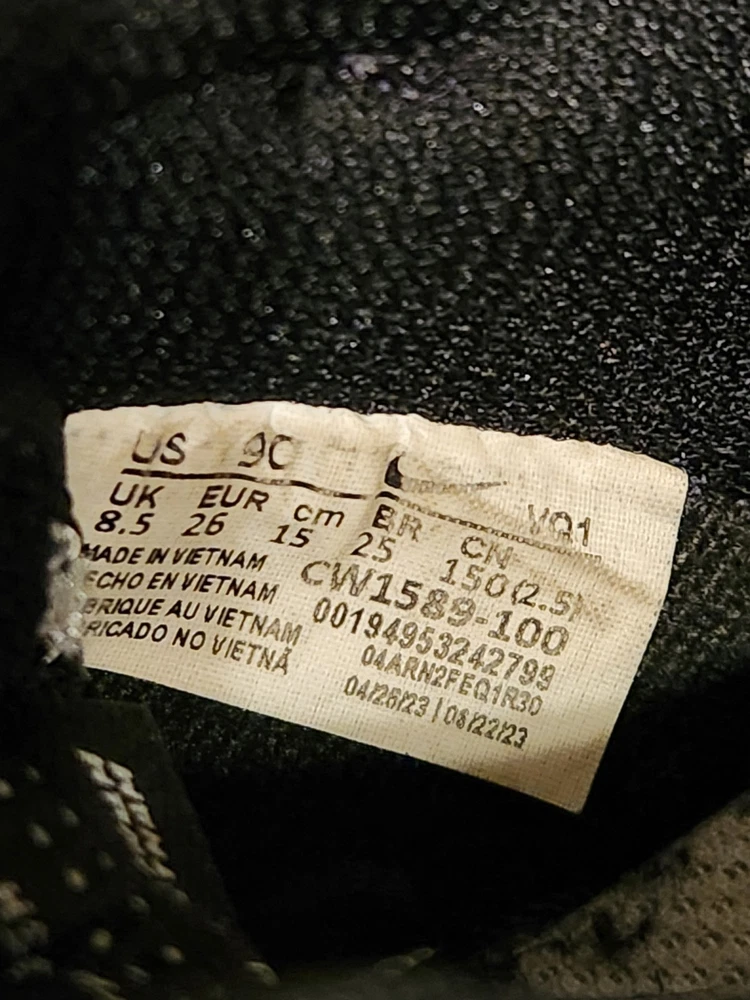 US 9C
UK EUR cm BR CN VQ1
8.5 26 15 25 150(2.5)
MADE IN VIETNAM
ECHO EN VIETNAM
BRIQUE AU VIETNAM
RICADO NO VIETNÃ
CW1589-100
00194953242799
04ARN2FEQ1R30
04/26/23 | 06/22/23